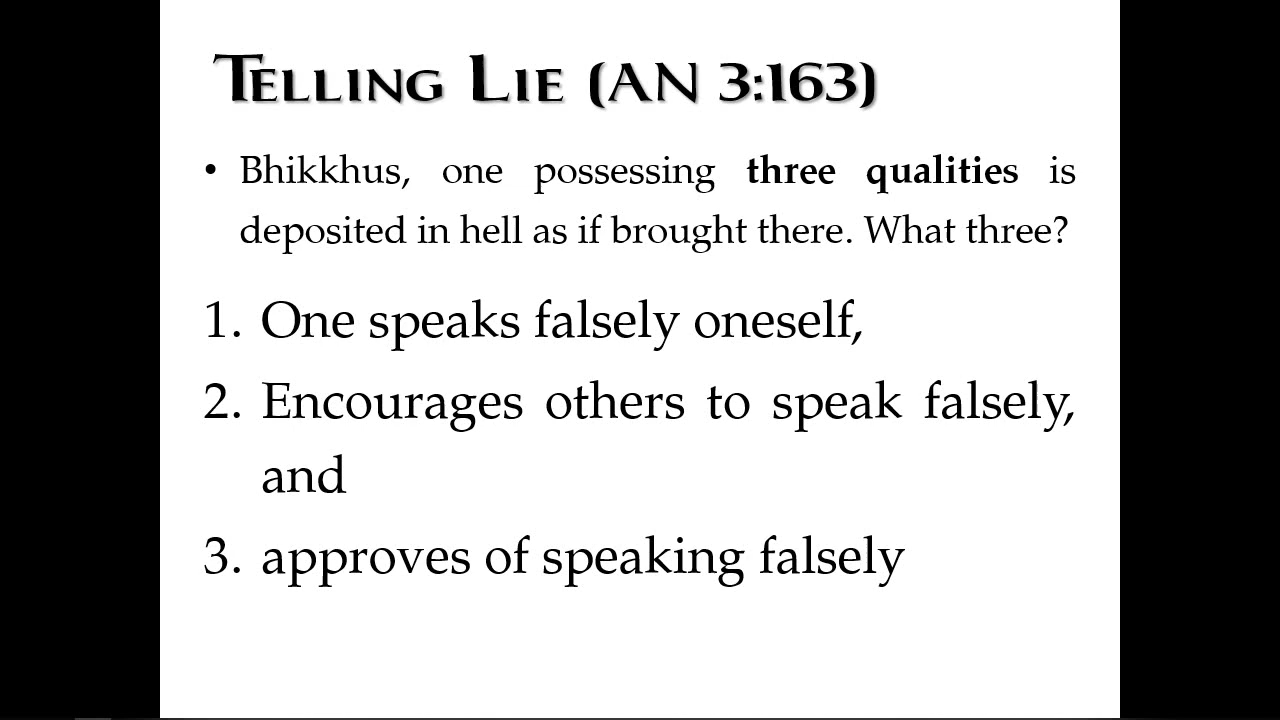 Telling Lie (AN 3:163)
• Bhikkhus, one possessing three qualities is
deposited in hell as if brought there. What three?
1. One speaks falsely oneself,
2. Encourages others to speak falsely,
and
3. approves of speaking falsely